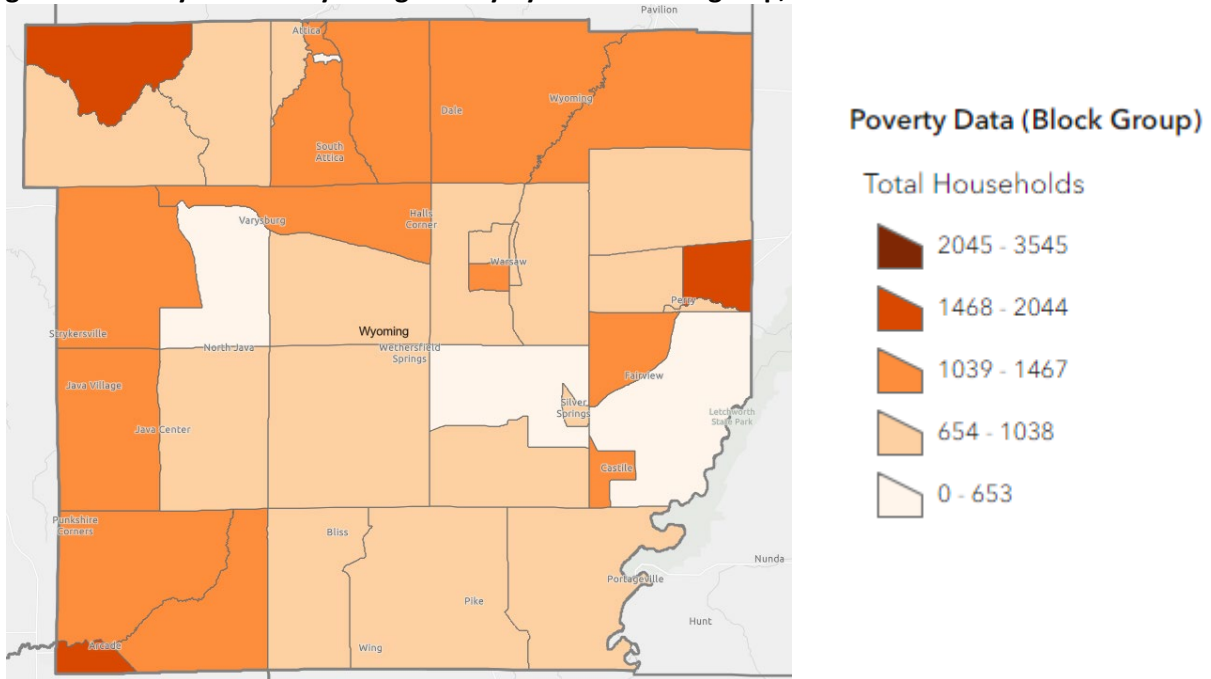 Pavilion
Attica
Dale
Wyoming
South
Attica
Varysburg
Halls
Corner
Warsaw
Perry
Strykersville
Wyoming
North Java
Wethersfield
Springs
Java Village
Fairview
Silver
Springs
Letchworth
State Park
Java Center
Castile
Punkshire
Corners
Bliss
Nunda
Portageville
Pike
Hunt
Arcade
Wing
Poverty Data (Block Group)
Total Households
2045 - 3545
1468 - 2044
1039 - 1467
654 - 1038
0 - 653